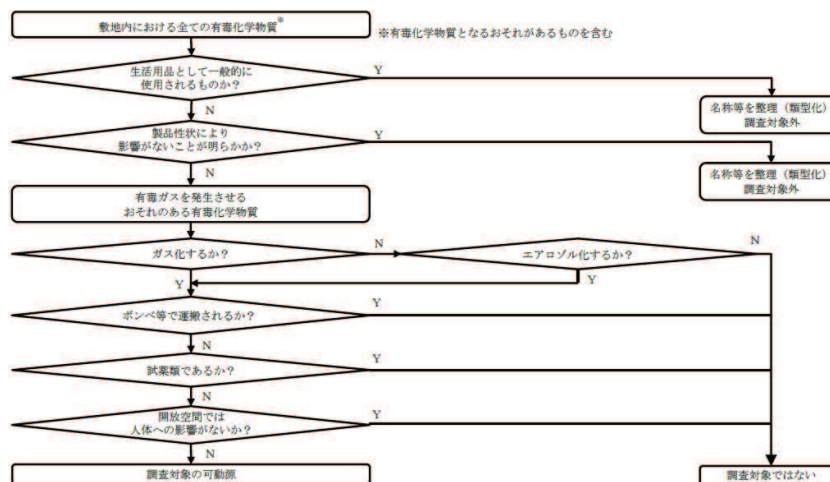 敷地内における全ての有毒化学物質※
※有毒化学物質となるおそれがあるものを含む
生活用品として一般的に
使用されるものか？
Y
N
名称等を整理（類型化）
調査対象外
製品性状により
影響がないことが明らかか？
Y
N
名称等を整理（類型化）
調査対象外
有毒ガスを発生させる
おそれのある有毒化学物質
ガス化するか？
N
エアロゾル化するか？
N
Y
Y
ボンベ等で運搬されるか？
Y
N
試薬類であるか？
Y
N
開放空間では
人体への影響がないか？
Y
N
調査対象の可動源
調査対象ではない